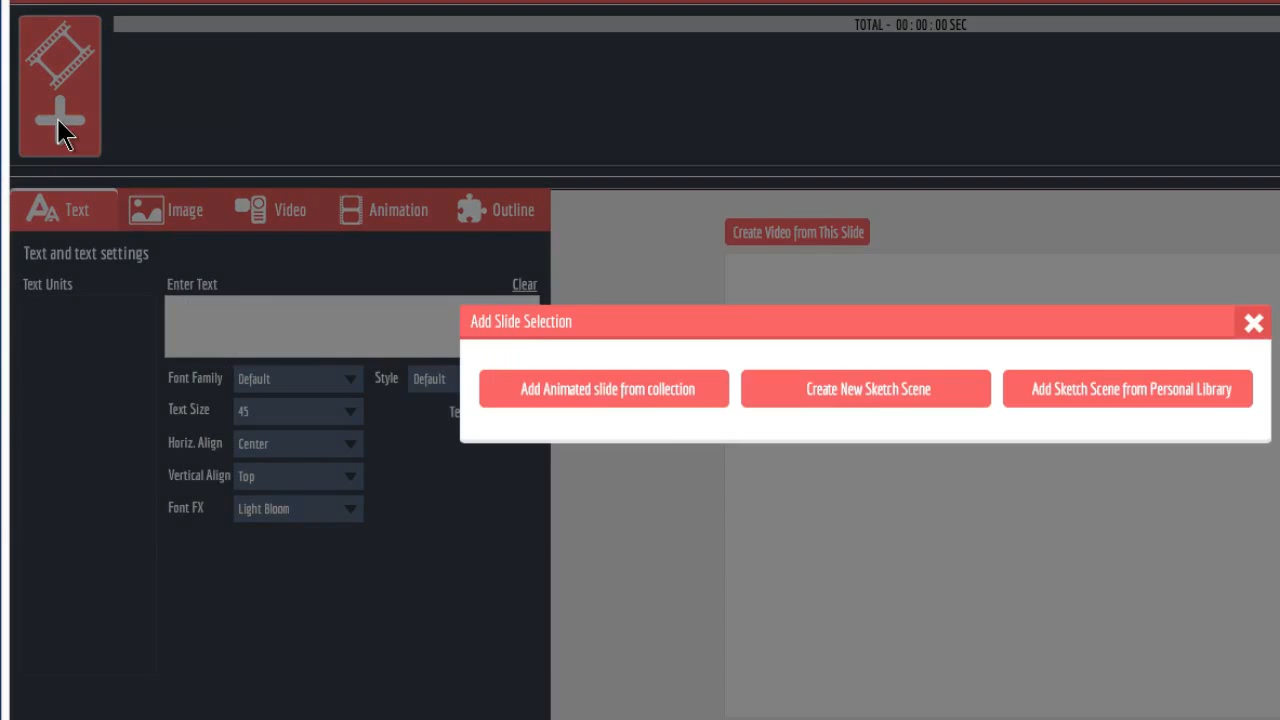 TOTAL - 00 : 00 : 00 SEC
Text Image Video Animation Outline
Text and text settings
Create Video from This Slide
Text Units Enter Text Clear
Add Slide Selection
Add Animated slide from collection Create New Sketch Scene Add Sketch Scene from Personal Library
Font Family Default Style Default
Text Size 45 Te
Horiz. Align Center
Vertical Align Top
Font FX Light Bloom